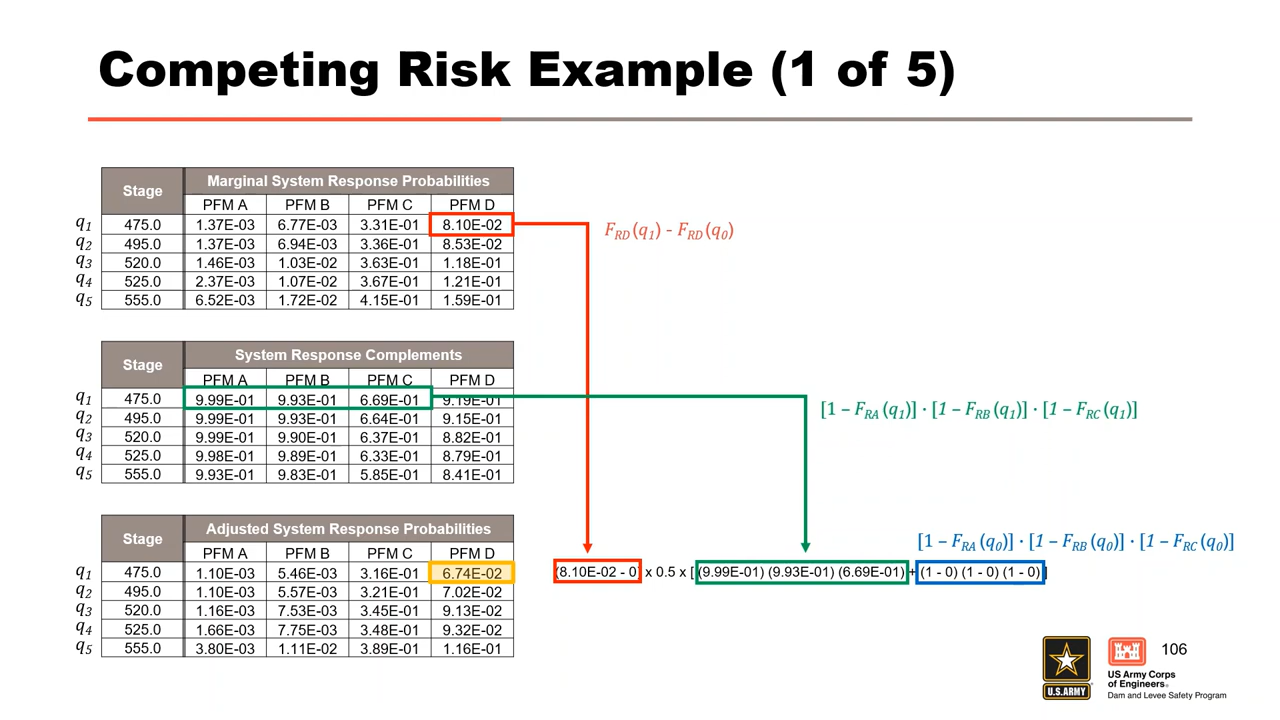 Competing Risk Example (1 of 5)
Stage Marginal System Response Probabilities
PFM A PFM B PFM C PFM D
q1 475.0 1.37E-03 6.77E-03 3.31E-01 8.10E-02
q2 495.0 1.37E-03 6.94E-03 3.36E-01 8.53E-02
q3 520.0 1.46E-03 1.03E-02 3.63E-01 1.18E-01
q4 525.0 2.37E-03 1.07E-02 3.67E-01 1.21E-01
q5 555.0 6.52E-03 1.72E-02 4.15E-01 1.59E-01
FRD(q1) - FRD(q0)
Stage System Response Complements
PFM A PFM B PFM C PFM D
q1 475.0 9.99E-01 9.93E-01 6.69E-01 9.19E-01
q2 495.0 9.99E-01 9.93E-01 6.64E-01 9.15E-01
q3 520.0 9.99E-01 9.90E-01 6.37E-01 8.82E-01
q4 525.0 9.98E-01 9.89E-01 6.33E-01 8.79E-01
q5 555.0 9.93E-01 9.83E-01 5.85E-01 8.41E-01
[1 – FRA(q1)] · [1 – FRB(q1)] · [1 – FRC(q1)]
Stage Adjusted System Response Probabilities
PFM A PFM B PFM C PFM D
q1 475.0 1.10E-03 5.46E-03 3.16E-01 6.74E-02
q2 495.0 1.10E-03 5.57E-03 3.21E-01 7.02E-02
q3 520.0 1.16E-03 7.53E-03 3.45E-01 9.13E-02
q4 525.0 1.66E-03 7.75E-03 3.48E-01 9.32E-02
q5 555.0 3.80E-03 1.11E-02 3.89E-01 1.16E-01
[1 – FRA(q0)] · [1 – FRB(q0)] · [1 – FRC(q0)]
(8.10E-02 - 0) x 0.5 x [ (9.99E-01) (9.93E-01) (6.69E-01) + (1 - 0) (1 - 0) (1 - 0) ]
U.S.ARMY
US Army Corps
of Engineers®
Dam and Levee Safety Program
106